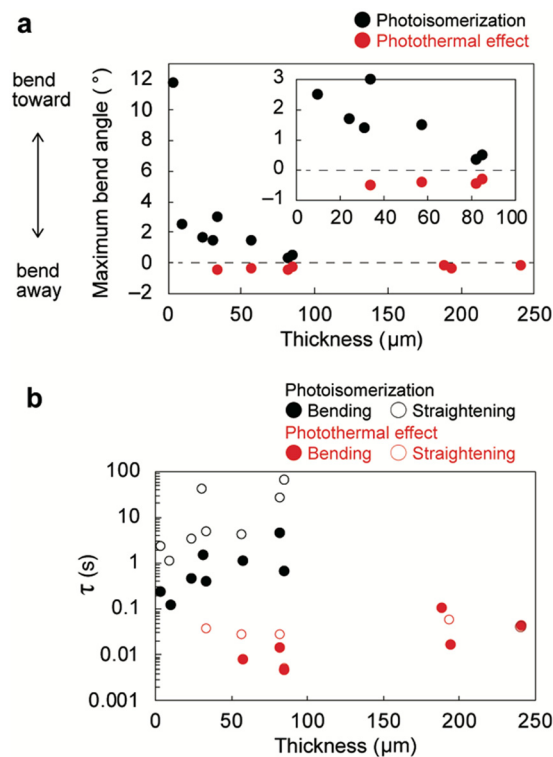 a
Photoisomerization
Photothermal effect
bend
toward
bend
away
Maximum bend angle (°)
12
10
8
6
4
2
0
−2
3
2
1
0
−1
0 20 40 60 80 100
0 50 100 150 200 250
Thickness (μm)
b
Photoisomerization
Bending Straightening
Photothermal effect
Bending Straightening
τ (s)
100
10
1
0.1
0.01
0.001
0 50 100 150 200 250
Thickness (μm)